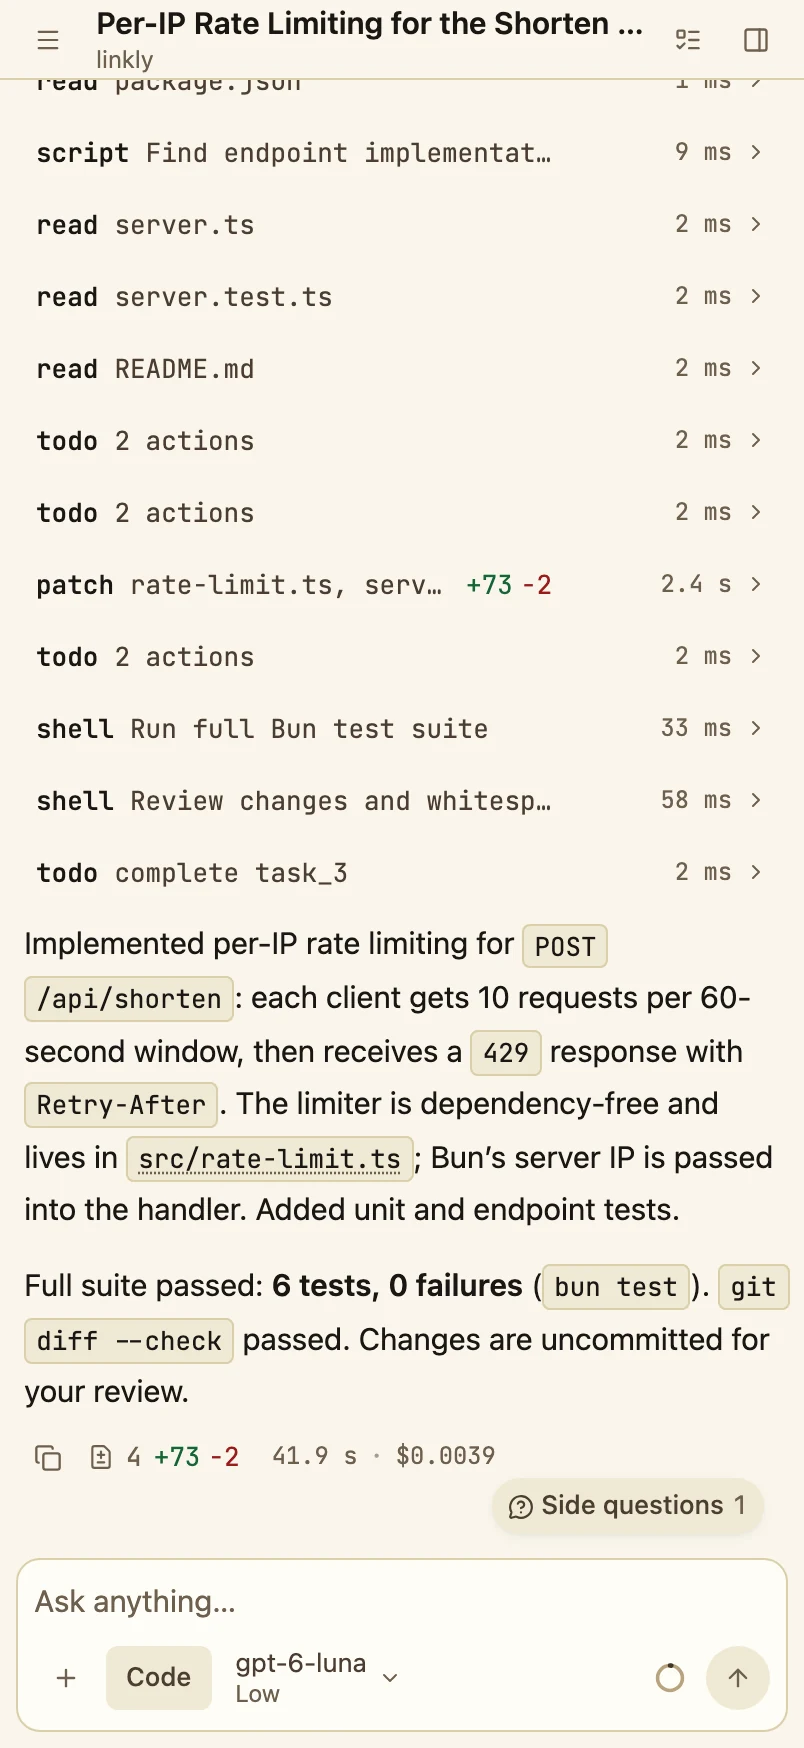 Per-IP Rate Limiting for the Shorten ...
linkly
read package.json 1 ms
script Find endpoint implementat… 9 ms
read server.ts 2 ms
read server.test.ts 2 ms
read README.md 2 ms
todo 2 actions 2 ms
todo 2 actions 2 ms
patch rate-limit.ts, serv… +73 -2 2.4 s
todo 2 actions 2 ms
shell Run full Bun test suite 33 ms
shell Review changes and whitesp… 58 ms
todo complete task_3 2 ms
Implemented per-IP rate limiting for POST
/api/shorten: each client gets 10 requests per 60-
second window, then receives a 429 response with
Retry-After. The limiter is dependency-free and
lives in src/rate-limit.ts; Bun’s server IP is passed
into the handler. Added unit and endpoint tests.
Full suite passed: 6 tests, 0 failures (bun test). git
diff --check passed. Changes are uncommitted for
your review.
4 +73 -2 41.9 s · $0.0039
Side questions 1
Ask anything...
Code
gpt-6-luna
Low